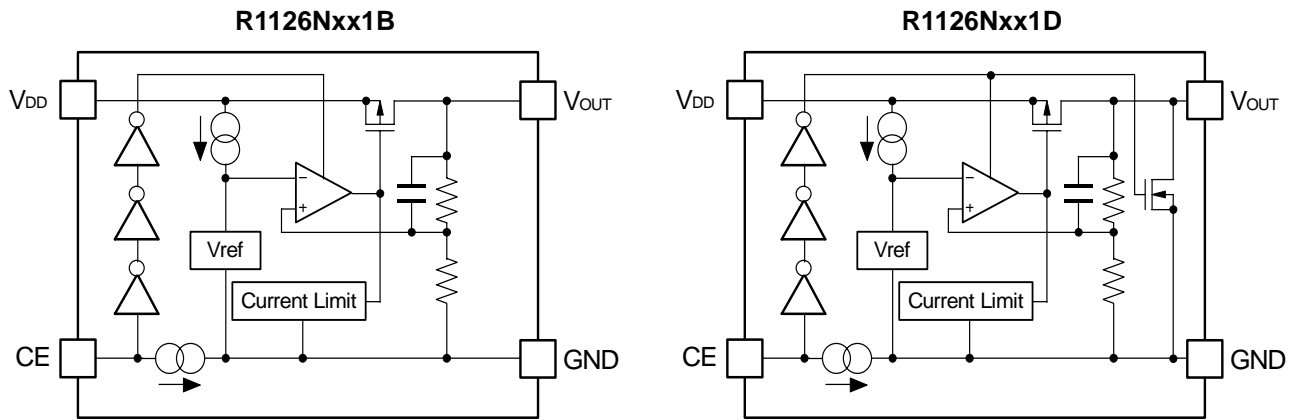 R1126Nxx1B
VDD
VOUT
−
+
Vref
Current Limit
CE
GND
R1126Nxx1D
VDD
VOUT
−
+
Vref
Current Limit
CE
GND